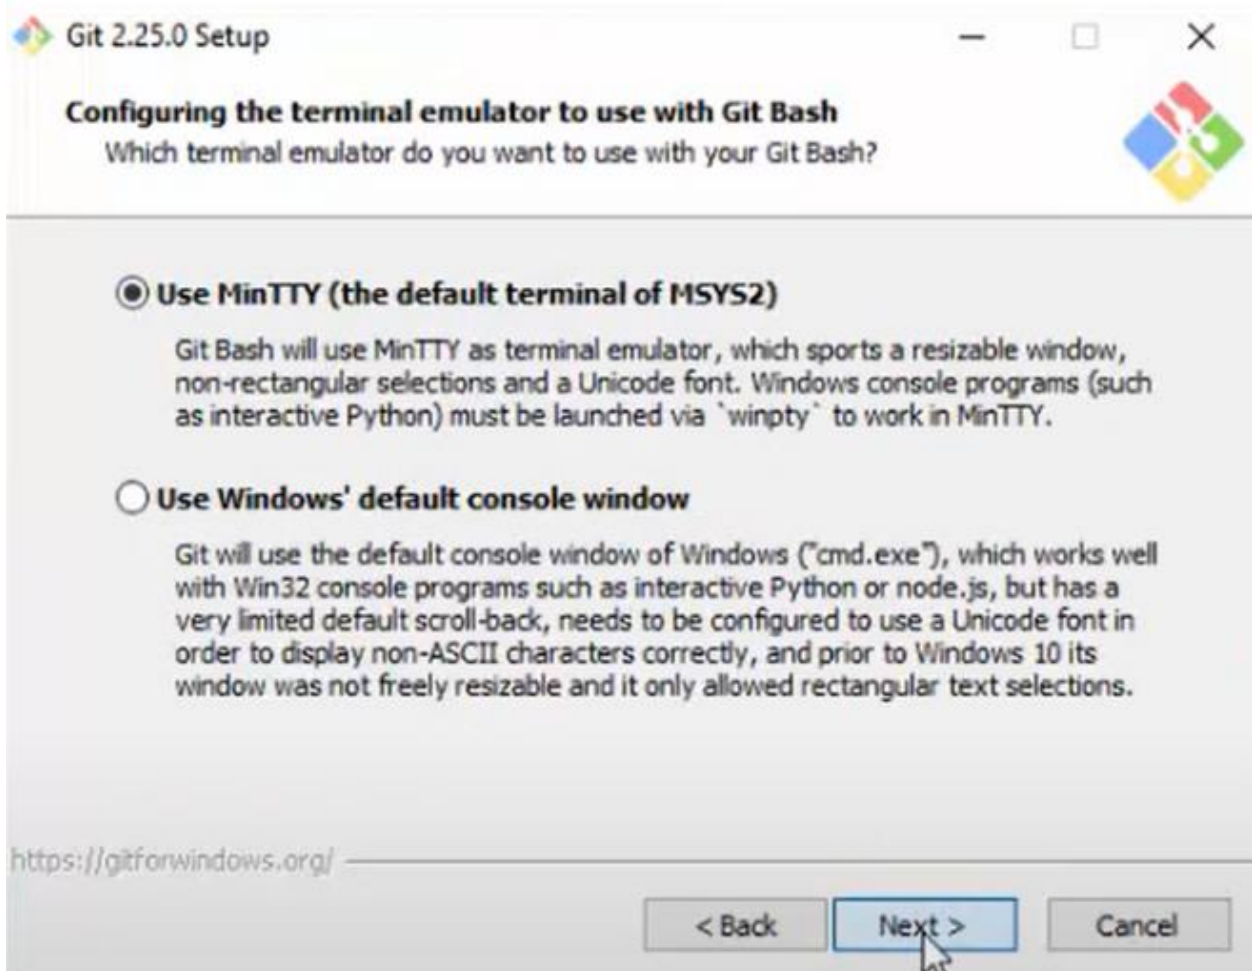 Git 2.25.0 Setup
Configuring the terminal emulator to use with Git Bash
Which terminal emulator do you want to use with your Git Bash?
Use MinTTY (the default terminal of MSYS2)
Git Bash will use MinTTY as terminal emulator, which sports a resizable window,
non-rectangular selections and a Unicode font. Windows console programs (such
as interactive Python) must be launched via `winpty` to work in MinTTY.
Use Windows' default console window
Git will use the default console window of Windows ("cmd.exe"), which works well
with Win32 console programs such as interactive Python or node.js, but has a
very limited default scroll-back, needs to be configured to use a Unicode font in
order to display non-ASCII characters correctly, and prior to Windows 10 its
window was not freely resizable and it only allowed rectangular text selections.
https://gitforwindows.org/
< Back Next > Cancel